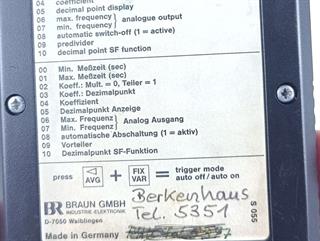 04 coefficient
05 decimal point display
06 max. frequency } analogue output
07 min. frequency
08 automatic switch-off (1 = active)
09 predivider
10 decimal point SF function
00 Min. Meßzeit (sec)
01 Max. Meßzeit (sec)
02 Koeff.: Mult. = 0, Teiler = 1
03 Koeff.: Dezimalpunkt
04 Koeffizient
05 Dezimalpunkt Anzeige
06 Max. Frequenz } Analog Ausgang
07 Min. Frequenz
08 automatische Abschaltung (1 = aktiv)
09 Vorteiler
10 Dezimalpunkt SF-Funktion
press ◁ AVG + FIX VAR = trigger mode
auto off / auto on
BR BRAUN GMBH
INDUSTRIE-ELEKTRONIK
D-7050 Waiblingen
Berkenhaus
Tel. 5351
Made in Germany
S 055